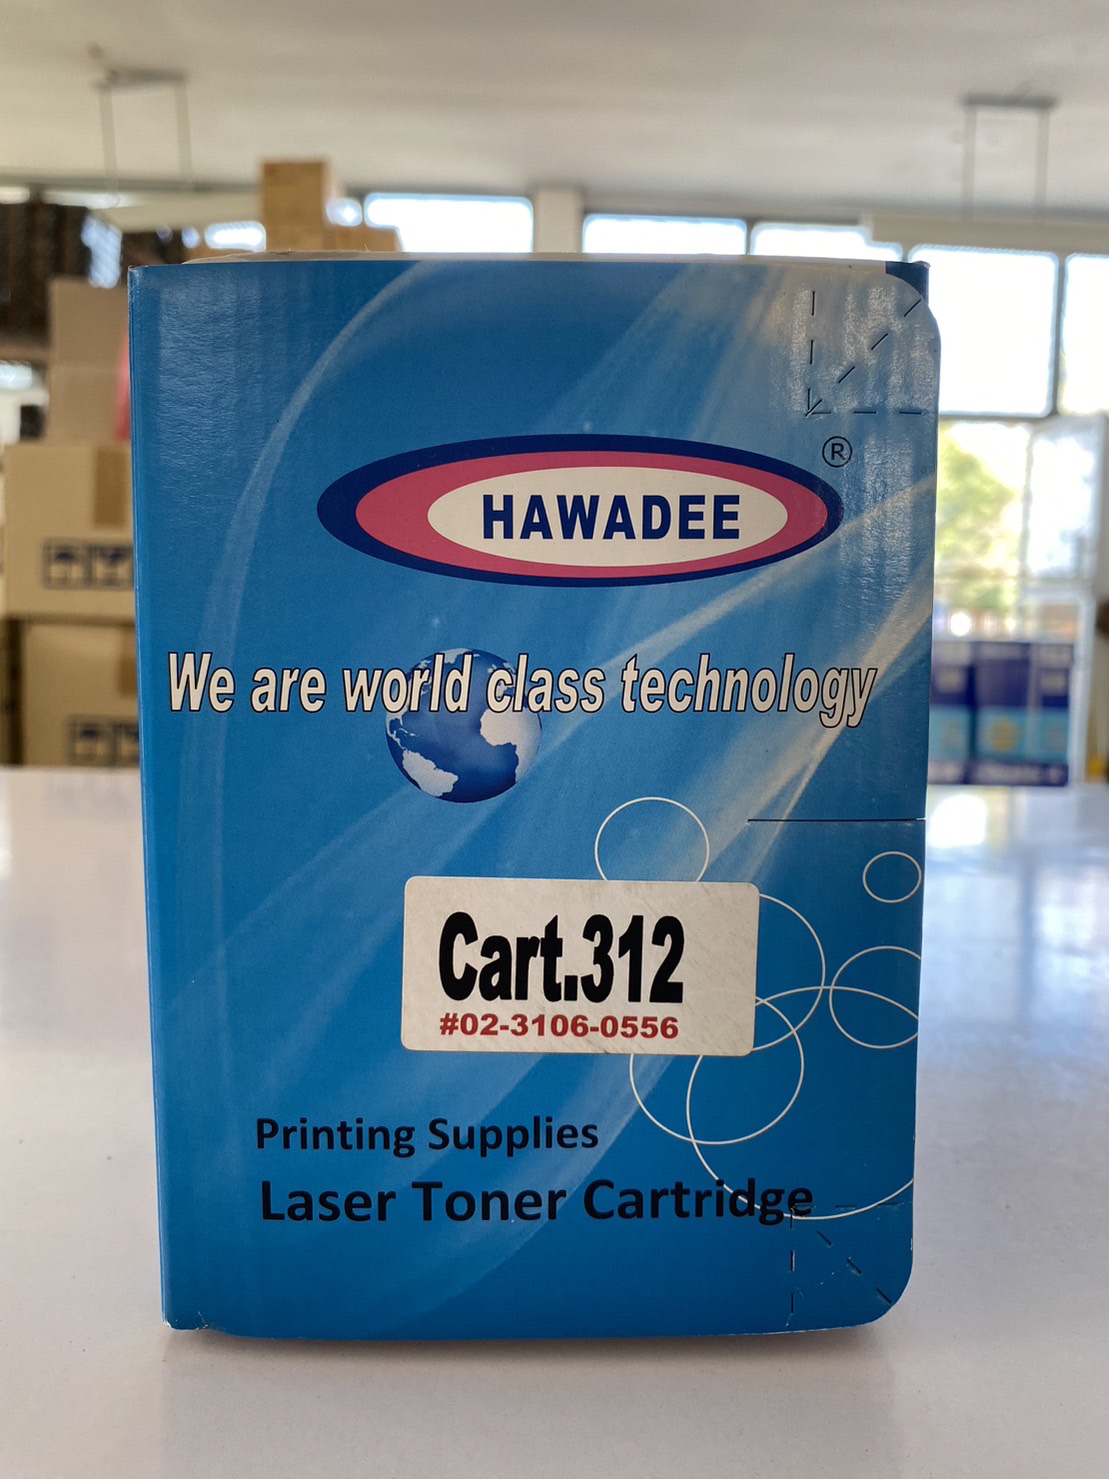 HAWADEE
®
We are world class technology
Cart.312
#02-3106-0556
Printing Supplies
Laser Toner Cartridge